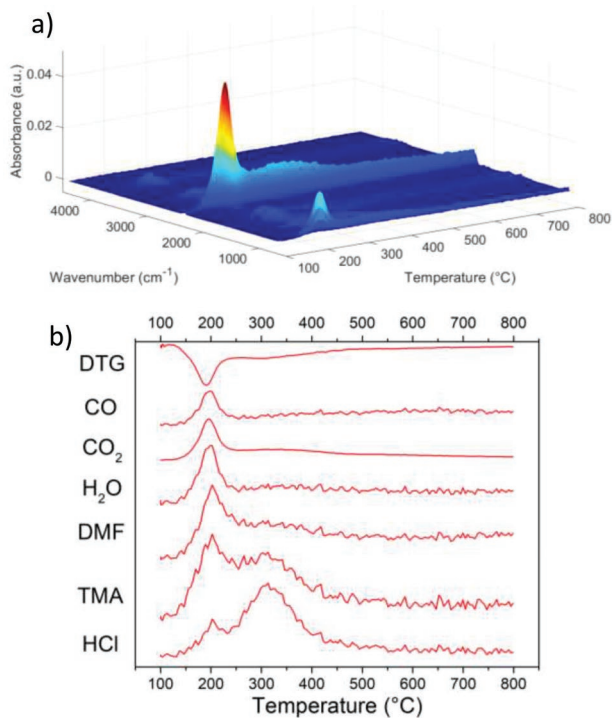 a)
Absorbance (a.u.)
0.04
0.02
0
4000
3000
2000
1000
Wavenumber (cm⁻¹)
100
200
300
400
500
600
700
800
Temperature (°C)
b)
100 200 300 400 500 600 700 800
DTG
CO
CO₂
H₂O
DMF
TMA
HCl
100 200 300 400 500 600 700 800
Temperature (°C)